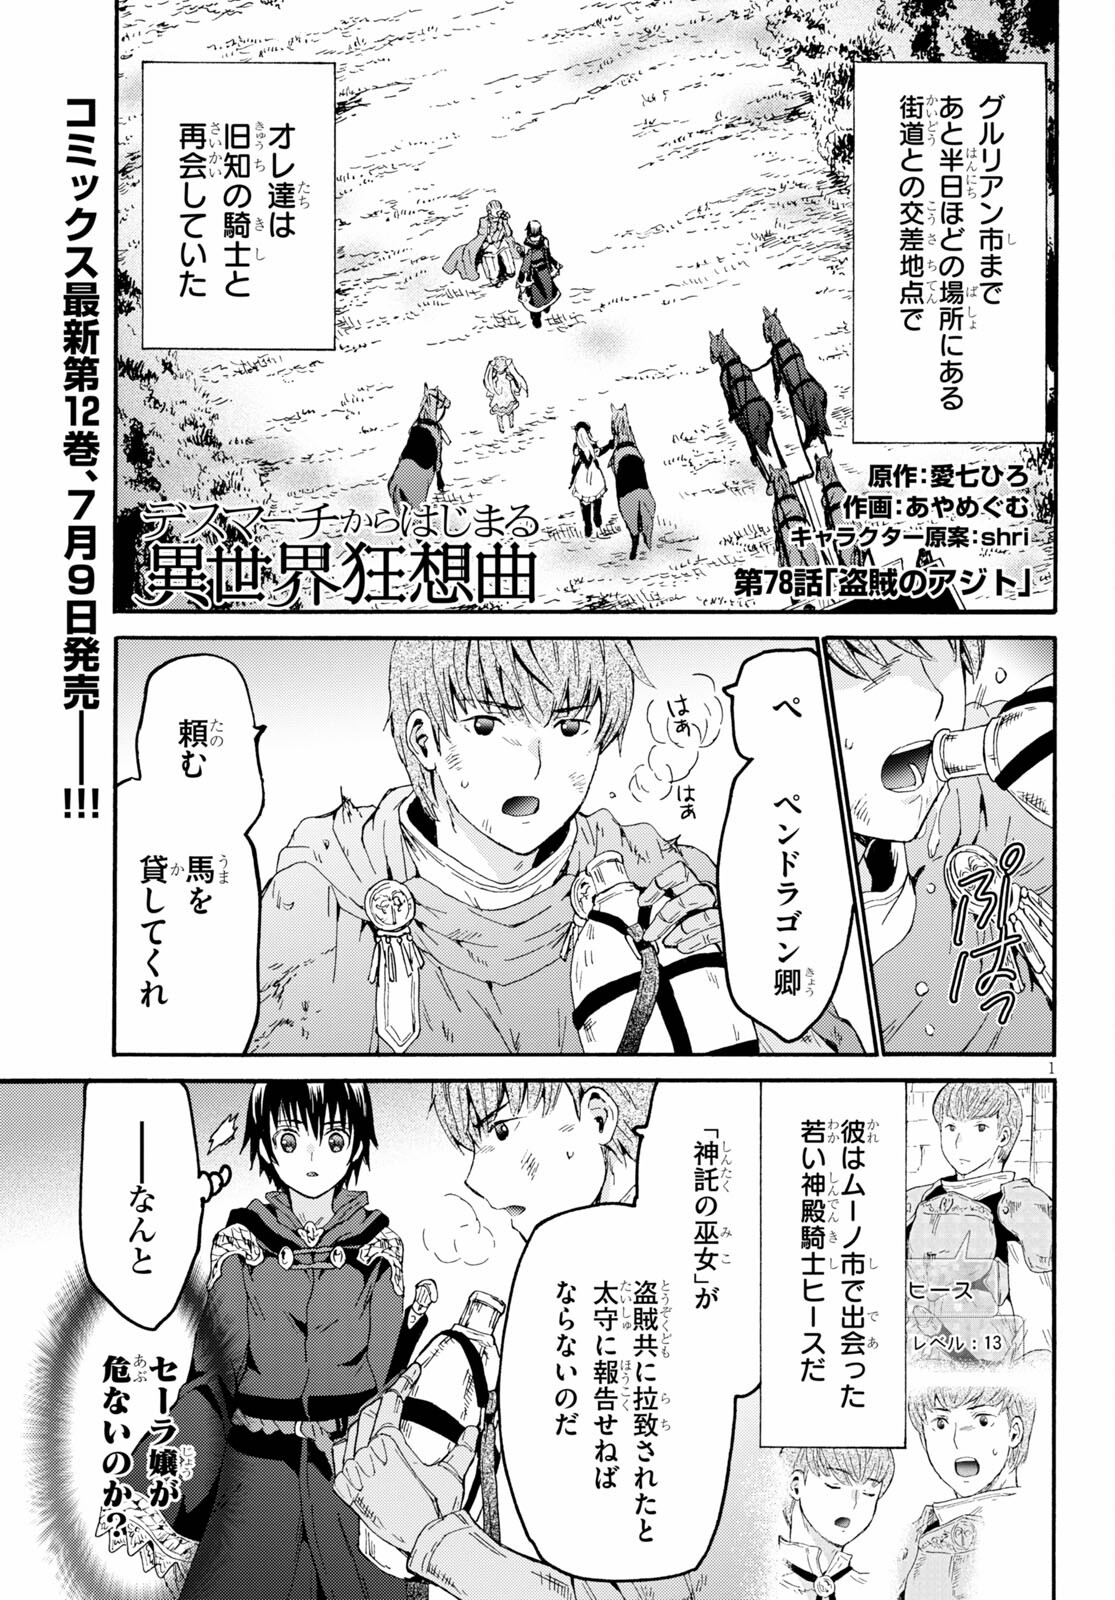 グルリアン市まで
あと半日ほどの場所にある
街道との交差地点で
オレ達は
旧知の騎士と
再会していた
コミックス最新第12巻、7月9日発売――!!!
原作：愛七ひろ
作画：あやめぐむ
キャラクター原案：shri
デスマーチからはじまる
異世界狂想曲
第78話「盗賊のアジト」
ぷはっ
ペ
ペンドラゴン卿
はぁ
はぁ
頼む
馬を
貸してくれ
1
彼はムーノ市で出会った
若い神殿騎士ヒースだ
ヒース
レベル：13
「神託の巫女」が
盗賊共に拉致されたと
太守に報告せねば
ならないのだ
――なんと
セーラ嬢が
危ないのか？